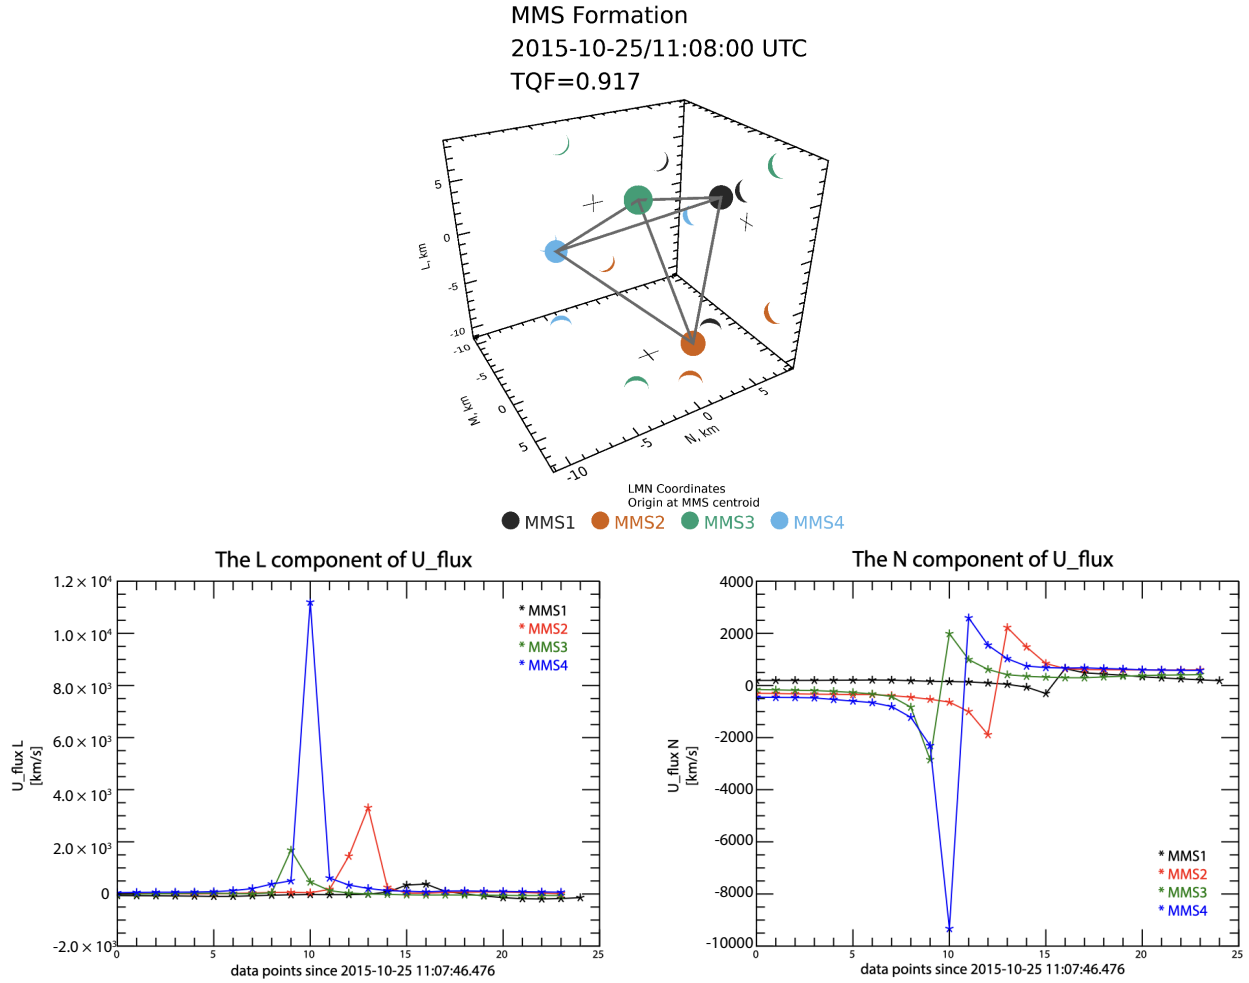 MMS Formation
2015-10-25/11:08:00 UTC
TQF=0.917
5
0
-5
-10
L, km
-10
-5
0
5
M, km
-10
-5
0
5
N, km
LMN Coordinates
Origin at MMS centroid
MMS1 MMS2 MMS3 MMS4
The L component of U_flux
1.2 × 10⁴
1.0 × 10⁴
8.0 × 10³
6.0 × 10³
4.0 × 10³
2.0 × 10³
0
-2.0 × 10³
U_flux L
[km/s]
* MMS1
* MMS2
* MMS3
* MMS4
0 5 10 15 20 25
data points since 2015-10-25 11:07:46.476
The N component of U_flux
4000
2000
0
-2000
-4000
-6000
-8000
-10000
U_flux N
[km/s]
* MMS1
* MMS2
* MMS3
* MMS4
0 5 10 15 20 25
data points since 2015-10-25 11:07:46.476